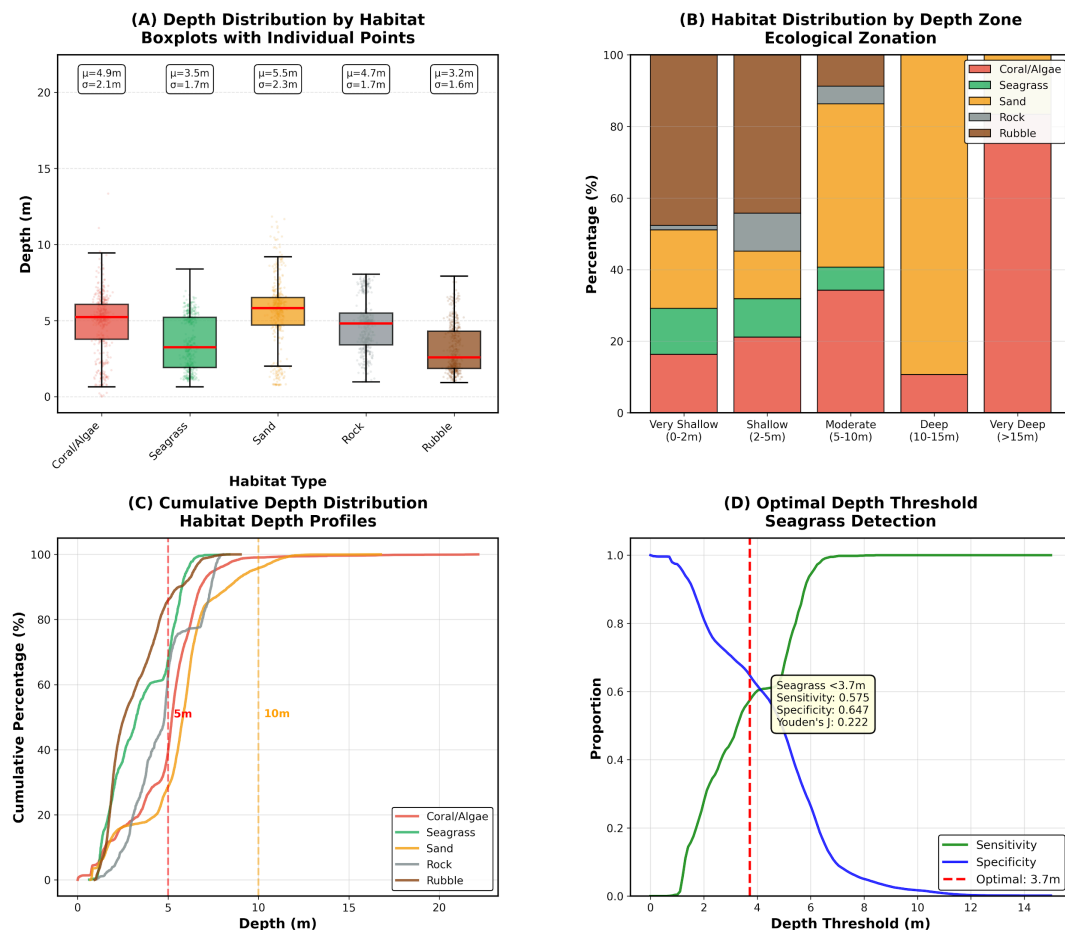 (A) Depth Distribution by Habitat
Boxplots with Individual Points
μ=4.9m
σ=2.1m
μ=3.5m
σ=1.7m
μ=5.5m
σ=2.3m
μ=4.7m
σ=1.7m
μ=3.2m
σ=1.6m
Depth (m)
20
15
10
5
0
Coral/Algae
Seagrass
Sand
Rock
Rubble
Habitat Type
(B) Habitat Distribution by Depth Zone
Ecological Zonation
Percentage (%)
100
80
60
40
20
0
Coral/Algae
Seagrass
Sand
Rock
Rubble
Very Shallow
(0-2m)
Shallow
(2-5m)
Moderate
(5-10m)
Deep
(10-15m)
Very Deep
(>15m)
(C) Cumulative Depth Distribution
Habitat Depth Profiles
Cumulative Percentage (%)
100
80
60
40
20
0
5m
10m
Coral/Algae
Seagrass
Sand
Rock
Rubble
0 5 10 15 20
Depth (m)
(D) Optimal Depth Threshold
Seagrass Detection
Proportion
1.0
0.8
0.6
0.4
0.2
0.0
Seagrass <3.7m
Sensitivity: 0.575
Specificity: 0.647
Youden's J: 0.222
Sensitivity
Specificity
Optimal: 3.7m
0 2 4 6 8 10 12 14
Depth Threshold (m)